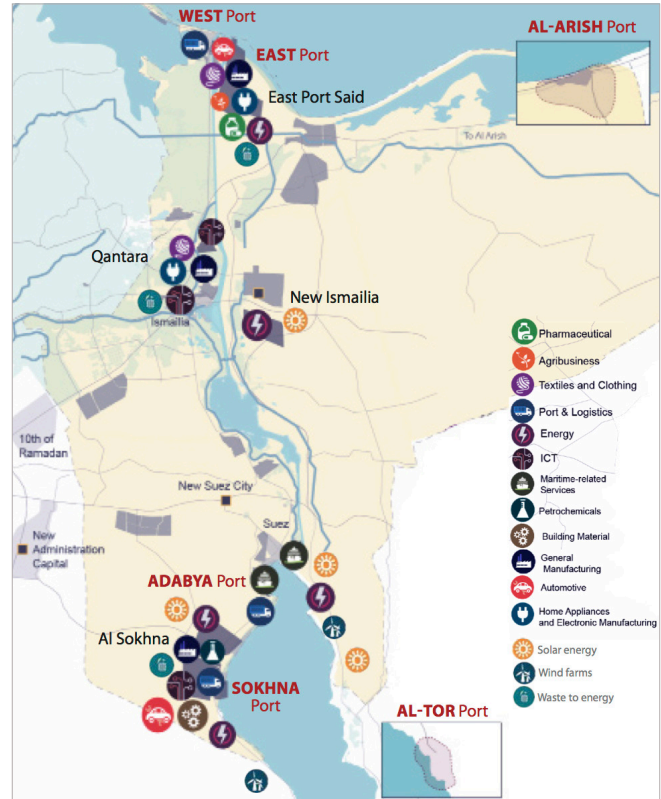 WEST Port
EAST Port
AL-ARISH Port
East Port Said
To Al Arish
Qantara
New Ismailia
Ismailia
Pharmaceutical
Agribusiness
Textiles and Clothing
Port & Logistics
Energy
ICT
Maritime-related
Services
Petrochemicals
Building Material
General
Manufacturing
Automotive
Home Appliances
and Electronic Manufacturing
Solar energy
Wind farms
Waste to energy
10th of
Ramadan
New Suez City
Suez
New
Administration
Capital
ADABYA Port
Al Sokhna
SOKHNA
Port
AL-TOR Port